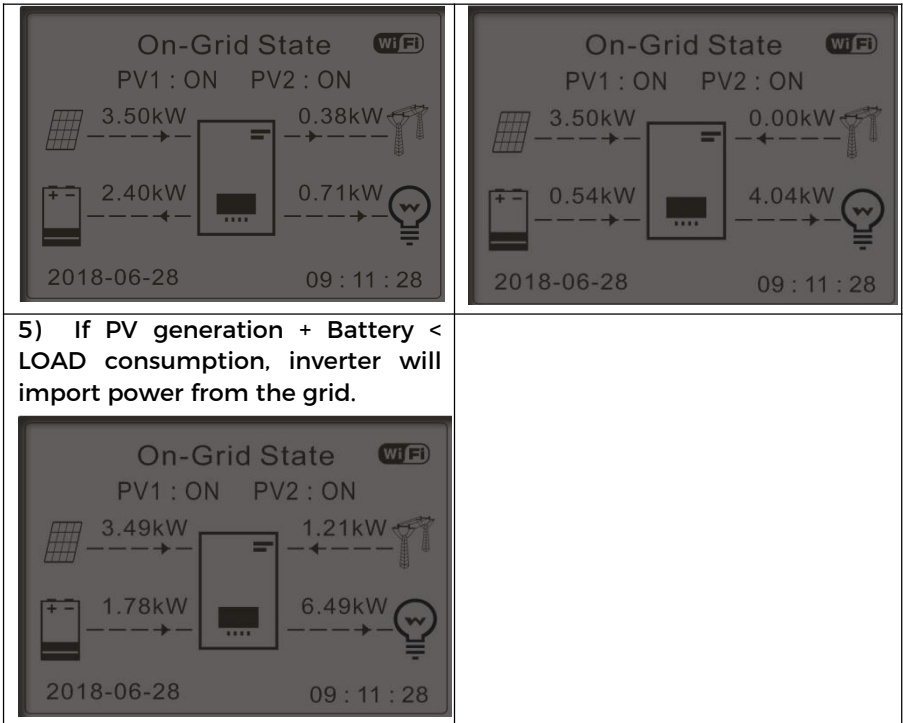 On-Grid State WiFi
PV1 : ON PV2 : ON
3.50kW 0.38kW
2.40kW 0.71kW
2018-06-28 09 : 11 : 28
On-Grid State WiFi
PV1 : ON PV2 : ON
3.50kW 0.00kW
+ -
0.54kW 4.04kW
2018-06-28 09 : 11 : 28
5) If PV generation + Battery <
LOAD consumption, inverter will
import power from the grid.
On-Grid State WiFi
PV1 : ON PV2 : ON
3.49kW 1.21kW
1.78kW 6.49kW
2018-06-28 09 : 11 : 28